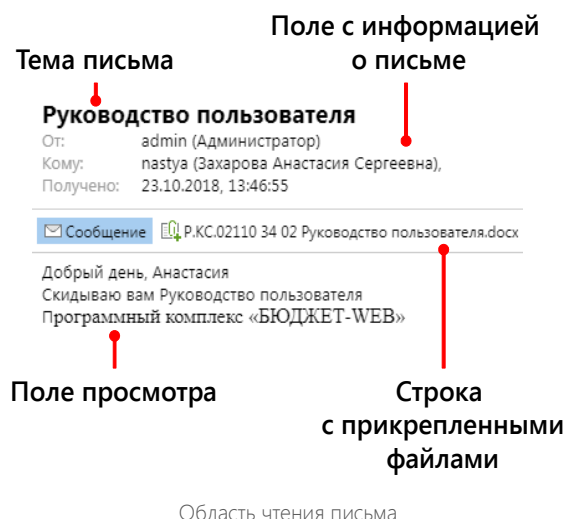 Поле с информацией
о письме
Тема письма
Руководство пользователя
От: admin (Администратор)
Кому: nastya (Захарова Анастасия Сергеевна),
Получено: 23.10.2018, 13:46:55
Сообщение Р.КС.02110 34 02 Руководство пользователя.docx
Добрый день, Анастасия
Скидываю вам Руководство пользователя
Программный комплекс «БЮДЖЕТ-WEB»
Поле просмотра
Строка
с прикрепленными
файлами
Область чтения письма